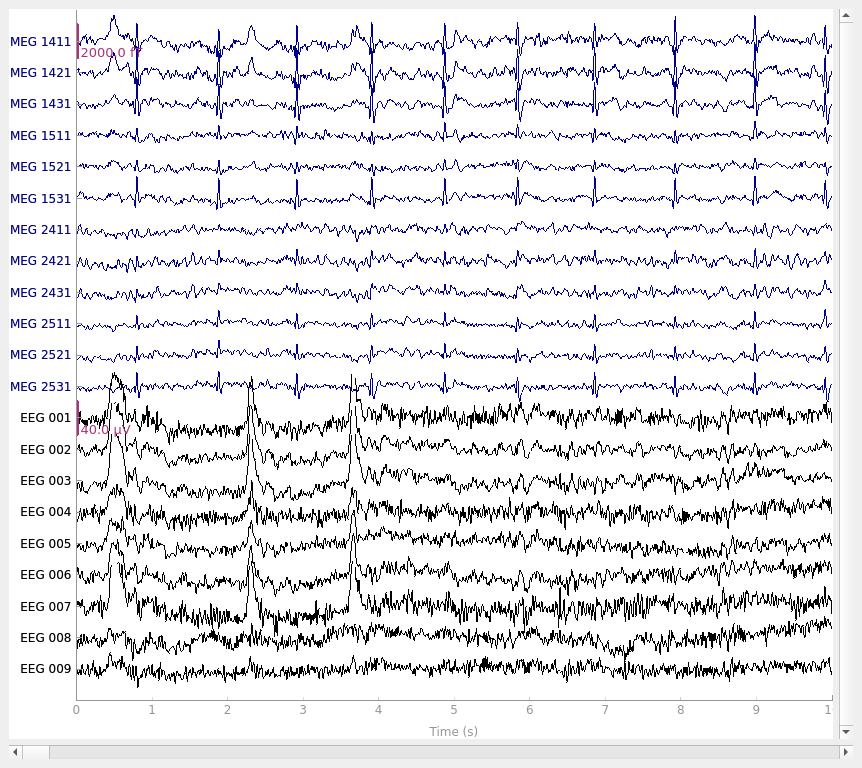 MEG 1411
2000.0 fT
MEG 1421
MEG 1431
MEG 1511
MEG 1521
MEG 1531
MEG 2411
MEG 2421
MEG 2431
MEG 2511
MEG 2521
MEG 2531
EEG 001
40.0 µV
EEG 002
EEG 003
EEG 004
EEG 005
EEG 006
EEG 007
EEG 008
EEG 009
0 1 2 3 4 5 6 7 8 9 1
Time (s)